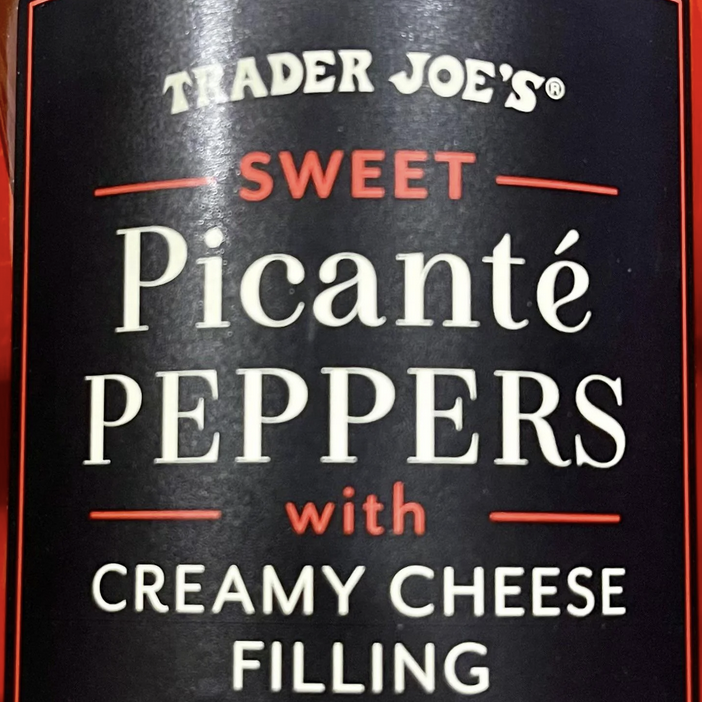 TRADER JOE'S®
SWEET
Picanté
PEPPERS
with
CREAMY CHEESE
FILLING